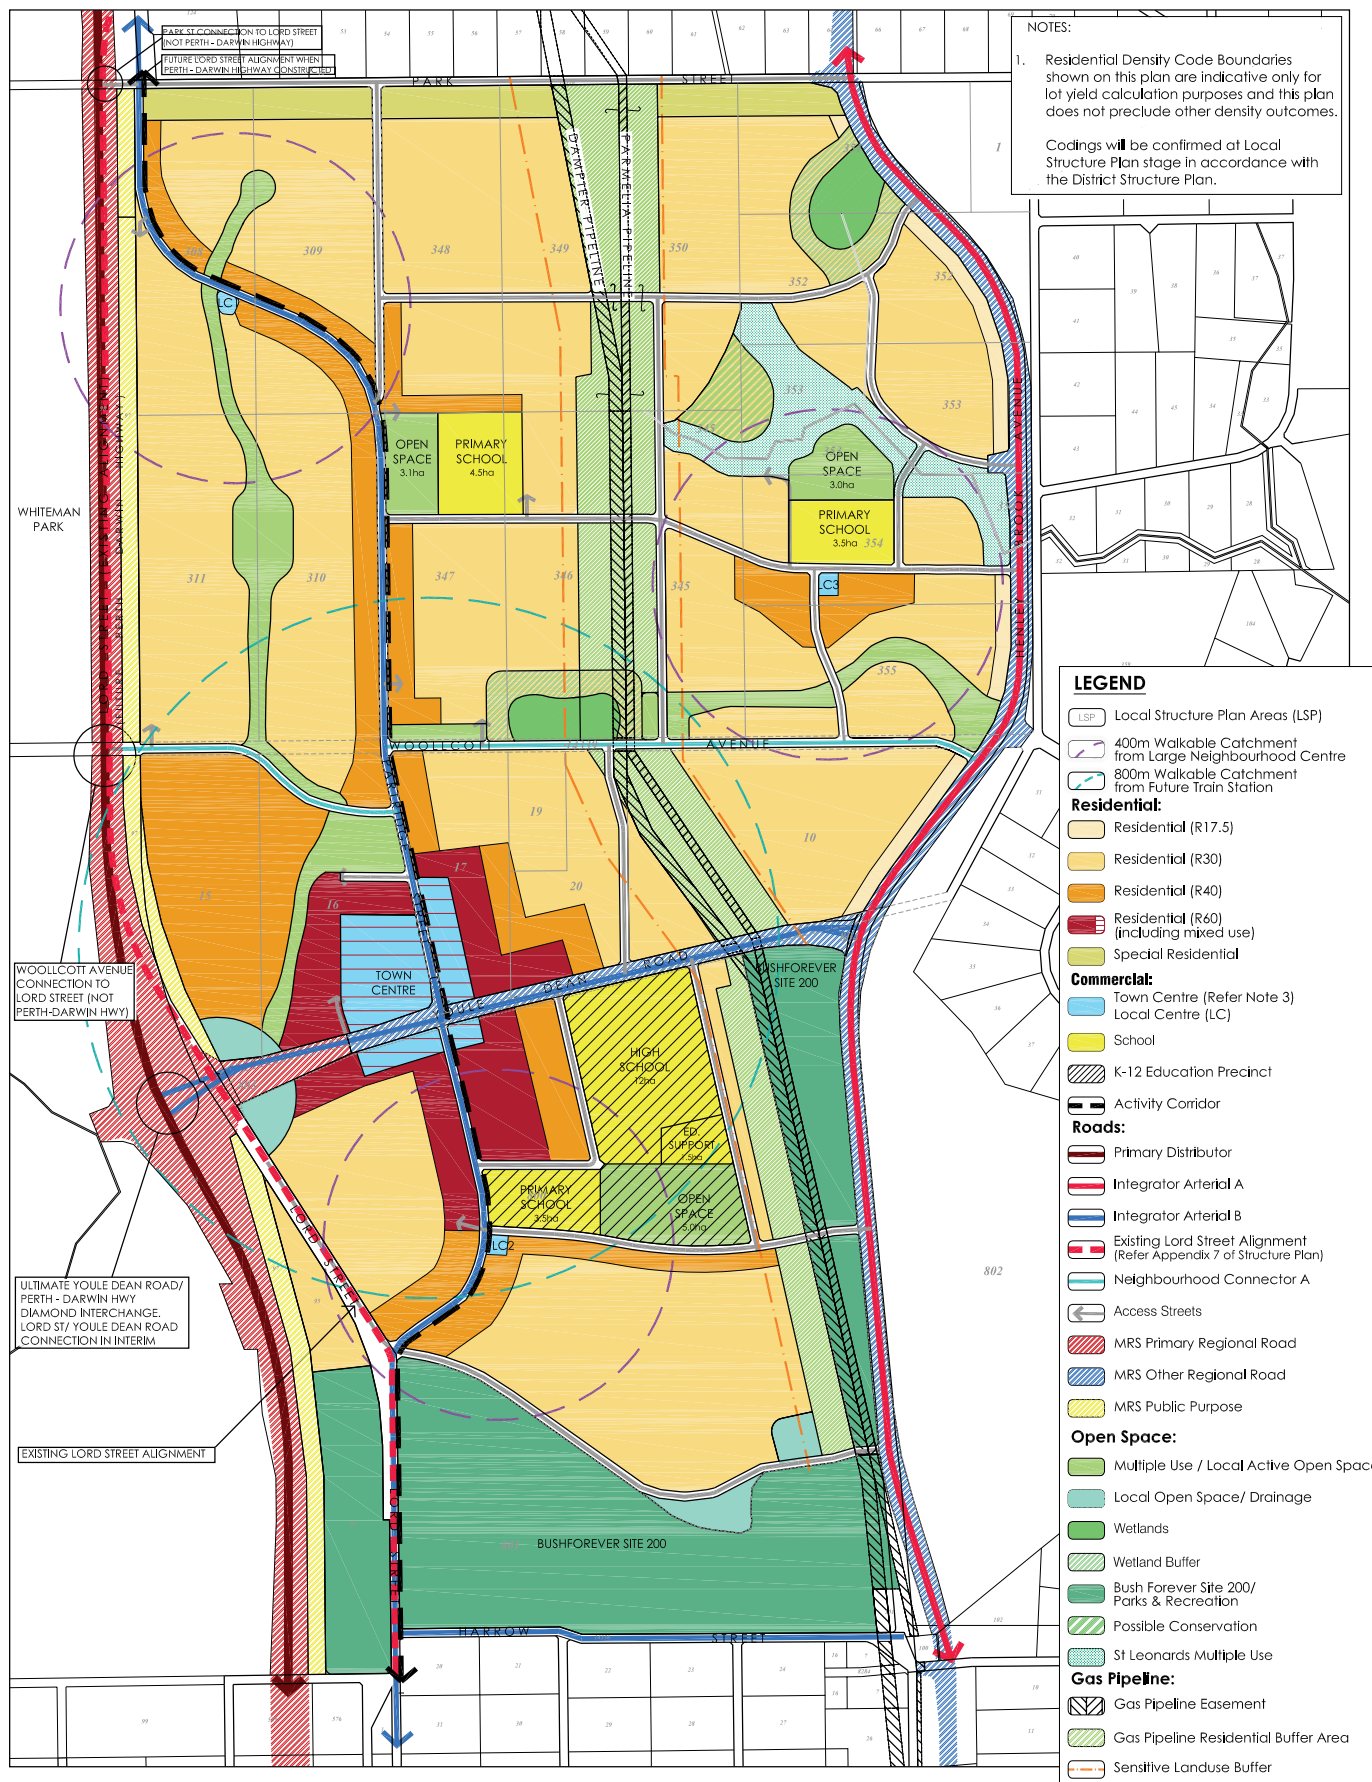 PARK ST CONNECTION TO LORD STREET
(NOT PERTH - DARWIN HIGHWAY)
FUTURE LORD STREET ALIGNMENT WHEN
PERTH - DARWIN HIGHWAY CONSTRUCTED
PARK STREET
NOTES:
1. Residential Density Code Boundaries
shown on this plan are indicative only for
lot yield calculation purposes and this plan
does not preclude other density outcomes.
Codings will be confirmed at Local
Structure Plan stage in accordance with
the District Structure Plan.
DAMPIER PIPELINE
PARMELIA PIPELINE
308
309
348
349
350
352
352
1
LC
353
353
OPEN
SPACE
3.1ha
PRIMARY
SCHOOL
4.5ha
OPEN
SPACE
3.0ha
PRIMARY
SCHOOL
3.5ha
354
WHITEMAN
PARK
LORD STREET (EXISTING ALIGNMENT)
PERTH DARWIN HIGHWAY
HENLEY BROOK AVENUE
311
310
347
346
345
LC3
355
WOOLLCOTT AVENUE
19
10
17
20
15
16
TOWN
CENTRE
YOULE DEAN ROAD
BUSHFOREVER
SITE 200
WOOLLCOTT AVENUE
CONNECTION TO
LORD STREET (NOT
PERTH-DARWIN HWY)
HIGH
SCHOOL
12ha
ED.
SUPPORT
1.5ha
PRIMARY
SCHOOL
3.5ha
OPEN
SPACE
5.0ha
LC2
LORD STREET
802
ULTIMATE YOULE DEAN ROAD/
PERTH - DARWIN HWY
DIAMOND INTERCHANGE.
LORD ST/ YOULE DEAN ROAD
CONNECTION IN INTERIM
EXISTING LORD STREET ALIGNMENT
LORD STREET
BUSHFOREVER SITE 200
HARROW STREET
LEGEND
LSP Local Structure Plan Areas (LSP)
400m Walkable Catchment
from Large Neighbourhood Centre
800m Walkable Catchment
from Future Train Station
Residential:
Residential (R17.5)
Residential (R30)
Residential (R40)
Residential (R60)
(including mixed use)
Special Residential
Commercial:
Town Centre (Refer Note 3)
Local Centre (LC)
School
K-12 Education Precinct
Activity Corridor
Roads:
Primary Distributor
Integrator Arterial A
Integrator Arterial B
Existing Lord Street Alignment
(Refer Appendix 7 of Structure Plan)
Neighbourhood Connector A
Access Streets
MRS Primary Regional Road
MRS Other Regional Road
MRS Public Purpose
Open Space:
Multiple Use / Local Active Open Space
Local Open Space/ Drainage
Wetlands
Wetland Buffer
Bush Forever Site 200/
Parks & Recreation
Possible Conservation
St Leonards Multiple Use
Gas Pipeline:
Gas Pipeline Easement
Gas Pipeline Residential Buffer Area
Sensitive Landuse Buffer